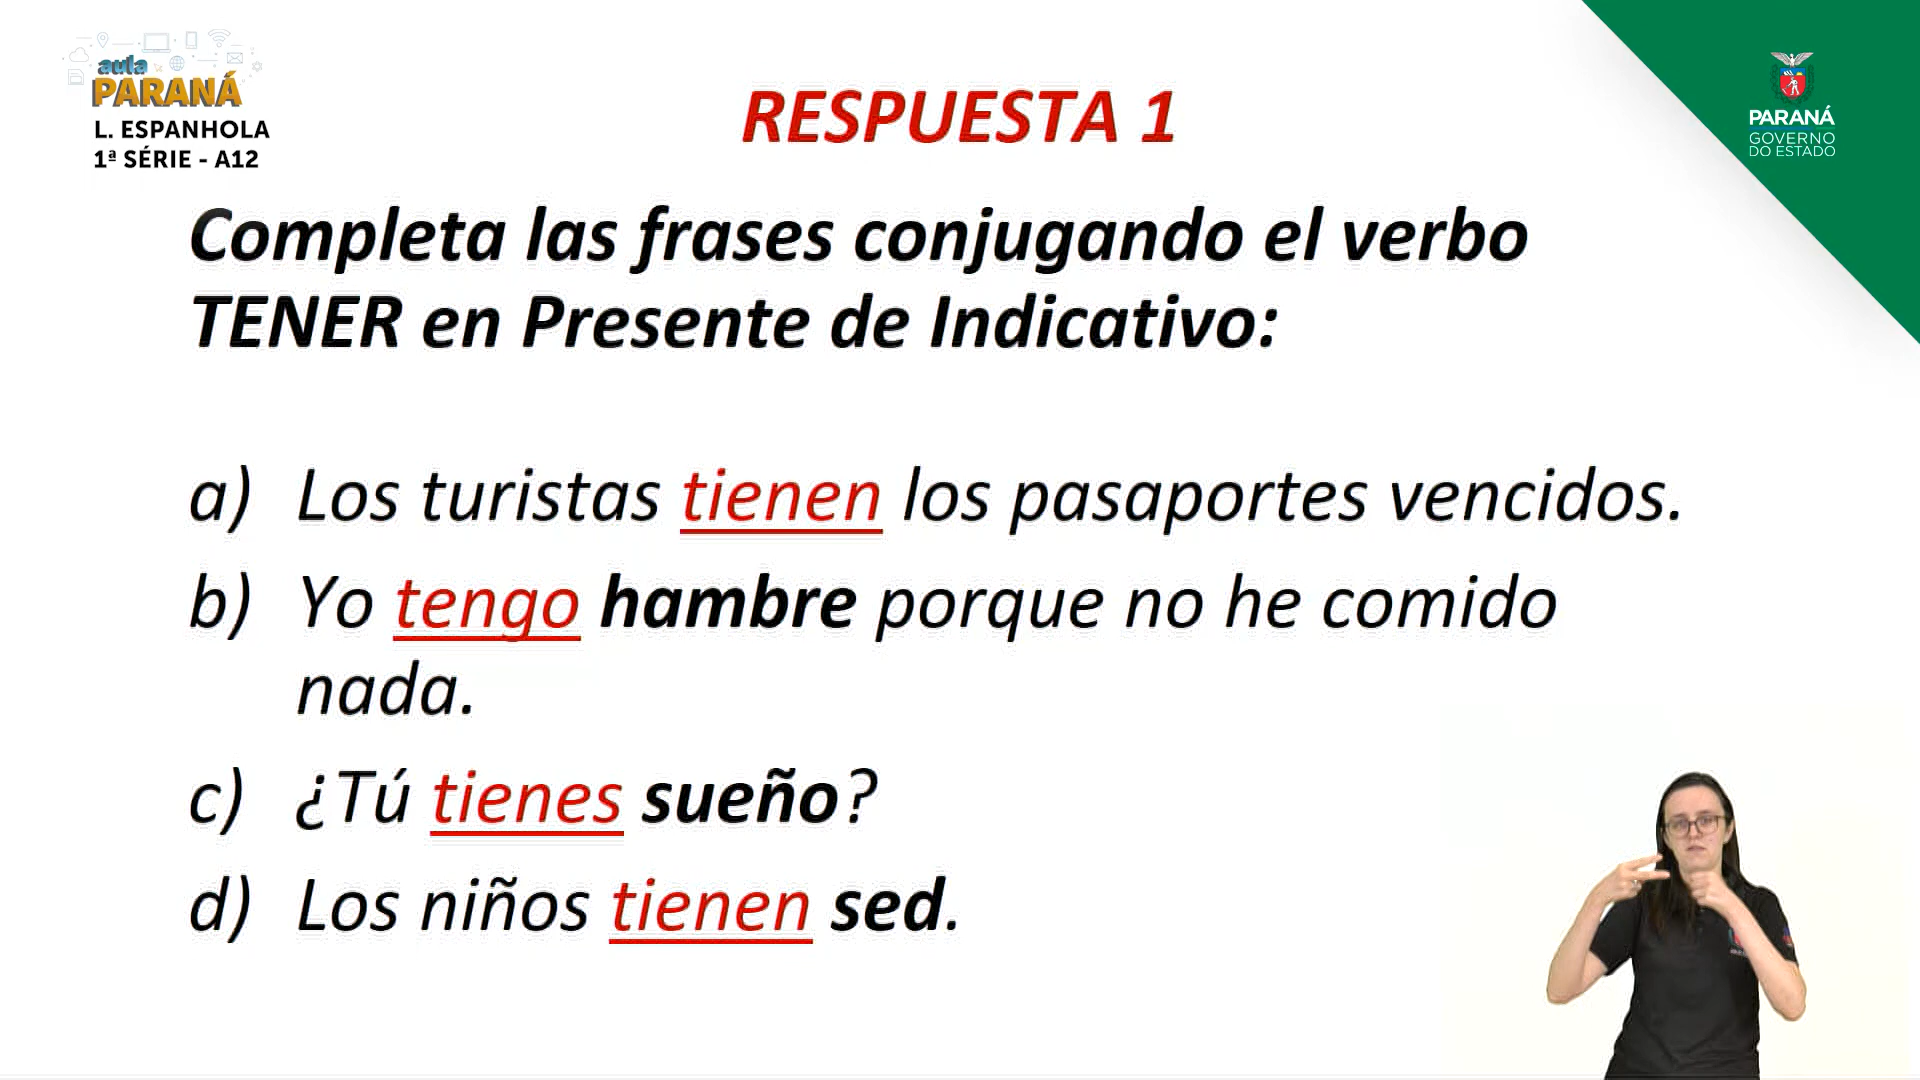 aula
PARANÁ
L. ESPANHOLA
1ª SÉRIE - A12
PARANÁ
GOVERNO
DO ESTADO
RESPUESTA 1
Completa las frases conjugando el verbo
TENER en Presente de Indicativo:
a) Los turistas tienen los pasaportes vencidos.
b) Yo tengo hambre porque no he comido
nada.
c) ¿Tú tienes sueño?
d) Los niños tienen sed.